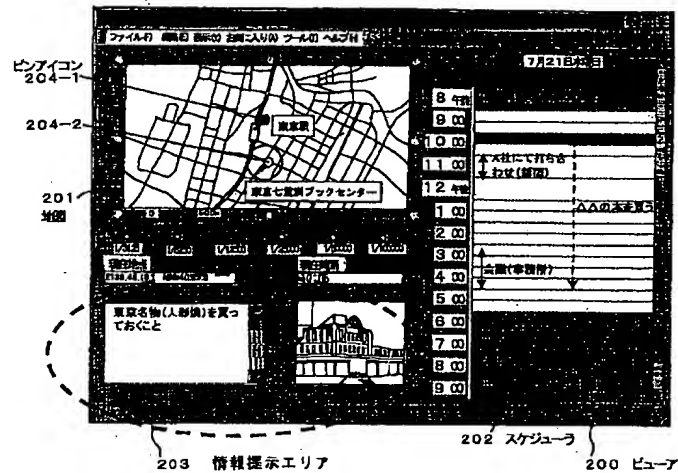 ファイル(F) 編集(E) 表示(V) お気に入り(A) ツール(T) ヘルプ(H)
ピンアイコン
204-1
204-2
201
地図
東京駅
東京七重洲ブックセンター
7月21日
8 午前
9 00
10 00
11 00
12 午後
1 00
2 00
3 00
4 00
5 00
6 00
7 00
8 00
9 00
A社にて打ち合
わせ(新宿)
△△の本を買う
会議(事務所)
東京名物(人形焼)を買っ
ておくこと
203 情報提示エリア
202 スケジューラ
200 ビューア